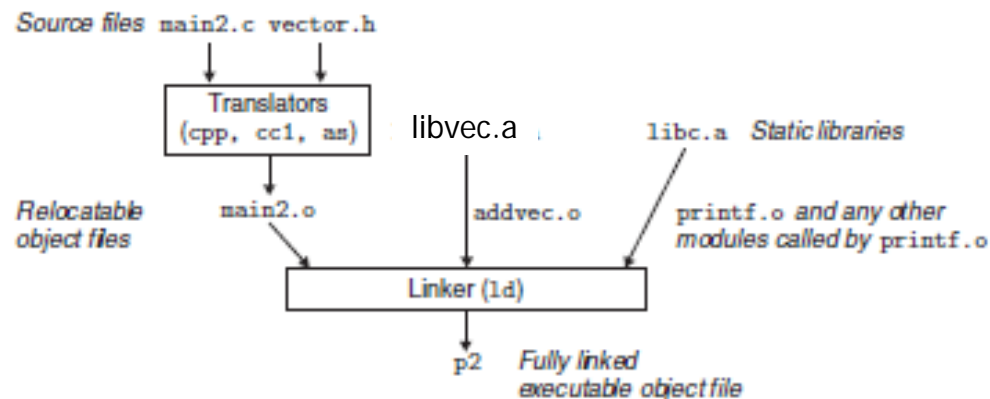 Source files main2.c vector.h
Translators
(cpp, cc1, as)
libvec.a
libc.a Static libraries
Relocatable
object files
main2.o
addvec.o
printf.o and any other
modules called by printf.o
Linker (ld)
p2
Fully linked
executable object file